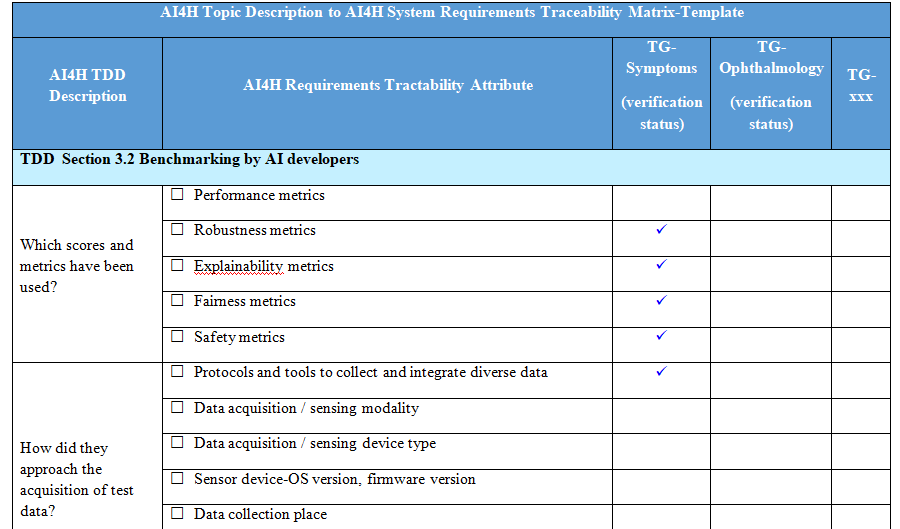 AI4H Topic Description to AI4H System Requirements Traceability Matrix-Template
AI4H TDD
Description
AI4H Requirements Tractability Attribute
TG-
Symptoms
(verification
status)
TG-
Ophthalmology
(verification
status)
TG-
xxx
TDD Section 3.2 Benchmarking by AI developers
Which scores and
metrics have been
used?
☐ Performance metrics
☐ Robustness metrics ✓
☐ Explainability metrics ✓
☐ Fairness metrics ✓
☐ Safety metrics ✓
How did they
approach the
acquisition of test
data?
☐ Protocols and tools to collect and integrate diverse data ✓
☐ Data acquisition / sensing modality
☐ Data acquisition / sensing device type
☐ Sensor device-OS version, firmware version
☐ Data collection place